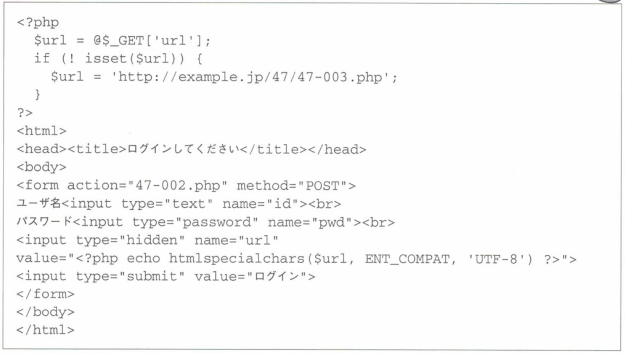 <?php
  $url = @$_GET['url'];
  if (! isset($url)) {
    $url = 'http://example.jp/47/47-003.php';
  }
?>
<html>
<head><title>ログインしてください</title></head>
<body>
<form action="47-002.php" method="POST">
ユーザ名<input type="text" name="id"><br>
パスワード<input type="password" name="pwd"><br>
<input type="hidden" name="url"
value="<?php echo htmlspecialchars($url, ENT_COMPAT, 'UTF-8') ?>">
<input type="submit" value="ログイン">
</form>
</body>
</html>